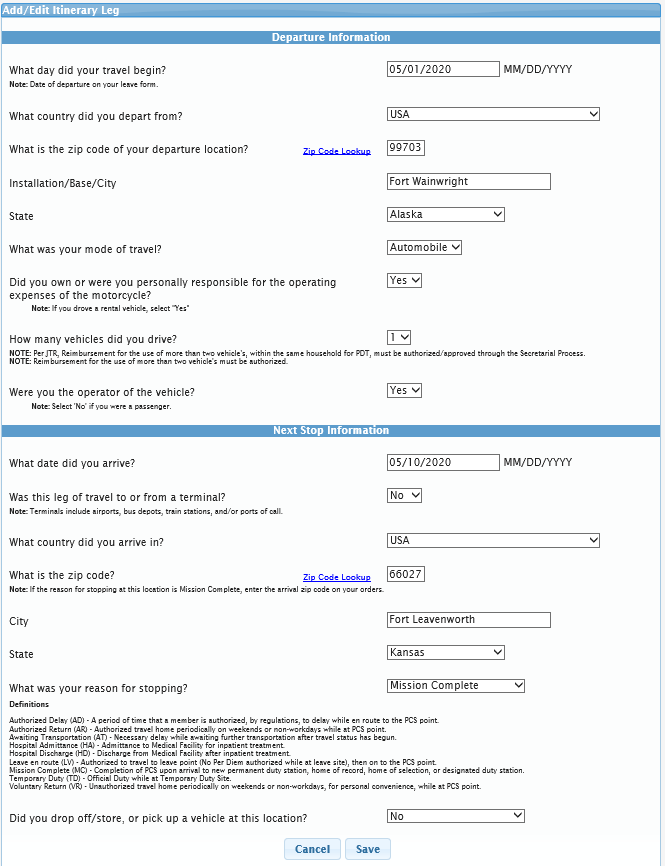 Add/Edit Itinerary Leg
Departure Information
What day did your travel begin? 05/01/2020 MM/DD/YYYY
Note: Date of departure on your leave form.
What country did you depart from? USA
What is the zip code of your departure location? Zip Code Lookup 99703
Installation/Base/City Fort Wainwright
State Alaska
What was your mode of travel? Automobile
Did you own or were you personally responsible for the operating
expenses of the motorcycle? Yes
Note: If you drove a rental vehicle, select "Yes"
How many vehicles did you drive? 1
NOTE: Per JTR, Reimbursement for the use of more than two vehicle's, within the same household for PDT, must be authorized/approved through the Secretarial Process.
NOTE: Reimbursement for the use of more than two vehicle's must be authorized.
Were you the operator of the vehicle? Yes
Note: Select 'No' if you were a passenger.
Next Stop Information
What date did you arrive? 05/10/2020 MM/DD/YYYY
Was this leg of travel to or from a terminal? No
Note: Terminals include airports, bus depots, train stations, and/or ports of call.
What country did you arrive in? USA
What is the zip code? Zip Code Lookup 66027
Note: If the reason for stopping at this location is Mission Complete, enter the arrival zip code on your orders.
City Fort Leavenworth
State Kansas
What was your reason for stopping? Mission Complete
Definitions
Authorized Delay (AD) - A period of time that a member is authorized, by regulations, to delay while en route to the PCS point.
Authorized Return (AR) - Authorized travel home periodically on weekends or non-workdays while at PCS point.
Awaiting Transportation (AT) - Necessary delay while awaiting further transportation after travel status has begun.
Hospital Admittance (HA) - Admittance to Medical Facility for inpatient treatment.
Hospital Discharge (HD) - Discharge from Medical Facility after inpatient treatment.
Leave en route (LV) - Authorized to travel to leave point (No Per Diem authorized while at leave site), then on to the PCS point.
Mission Complete (MC) - Completion of PCS upon arrival to new permanent duty station, home of record, home of selection, or designated duty station.
Temporary Duty (TD) - Official Duty while at Temporary Duty Site.
Voluntary Return (VR) - Unauthorized travel home periodically on weekends or non-workdays, for personal convenience, while at PCS point.
Did you drop off/store, or pick up a vehicle at this location? No
Cancel Save